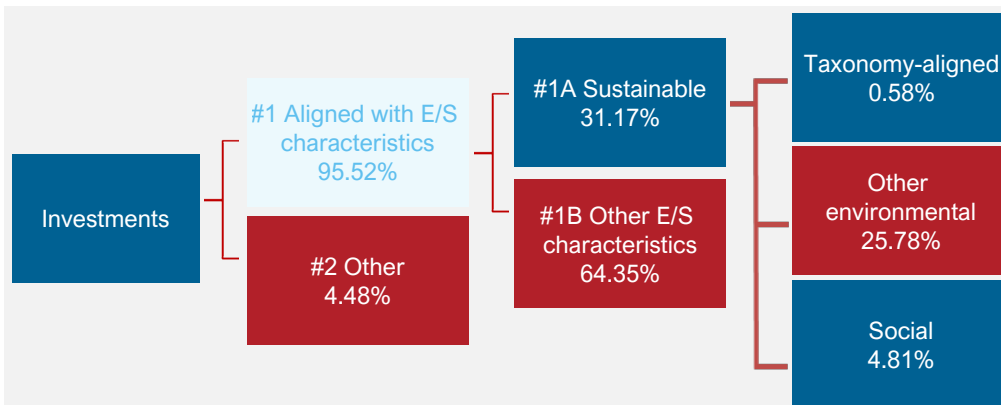 Investments
#1 Aligned with E/S
characteristics
95.52%
#2 Other
4.48%
#1A Sustainable
31.17%
#1B Other E/S
characteristics
64.35%
Taxonomy-aligned
0.58%
Other
environmental
25.78%
Social
4.81%